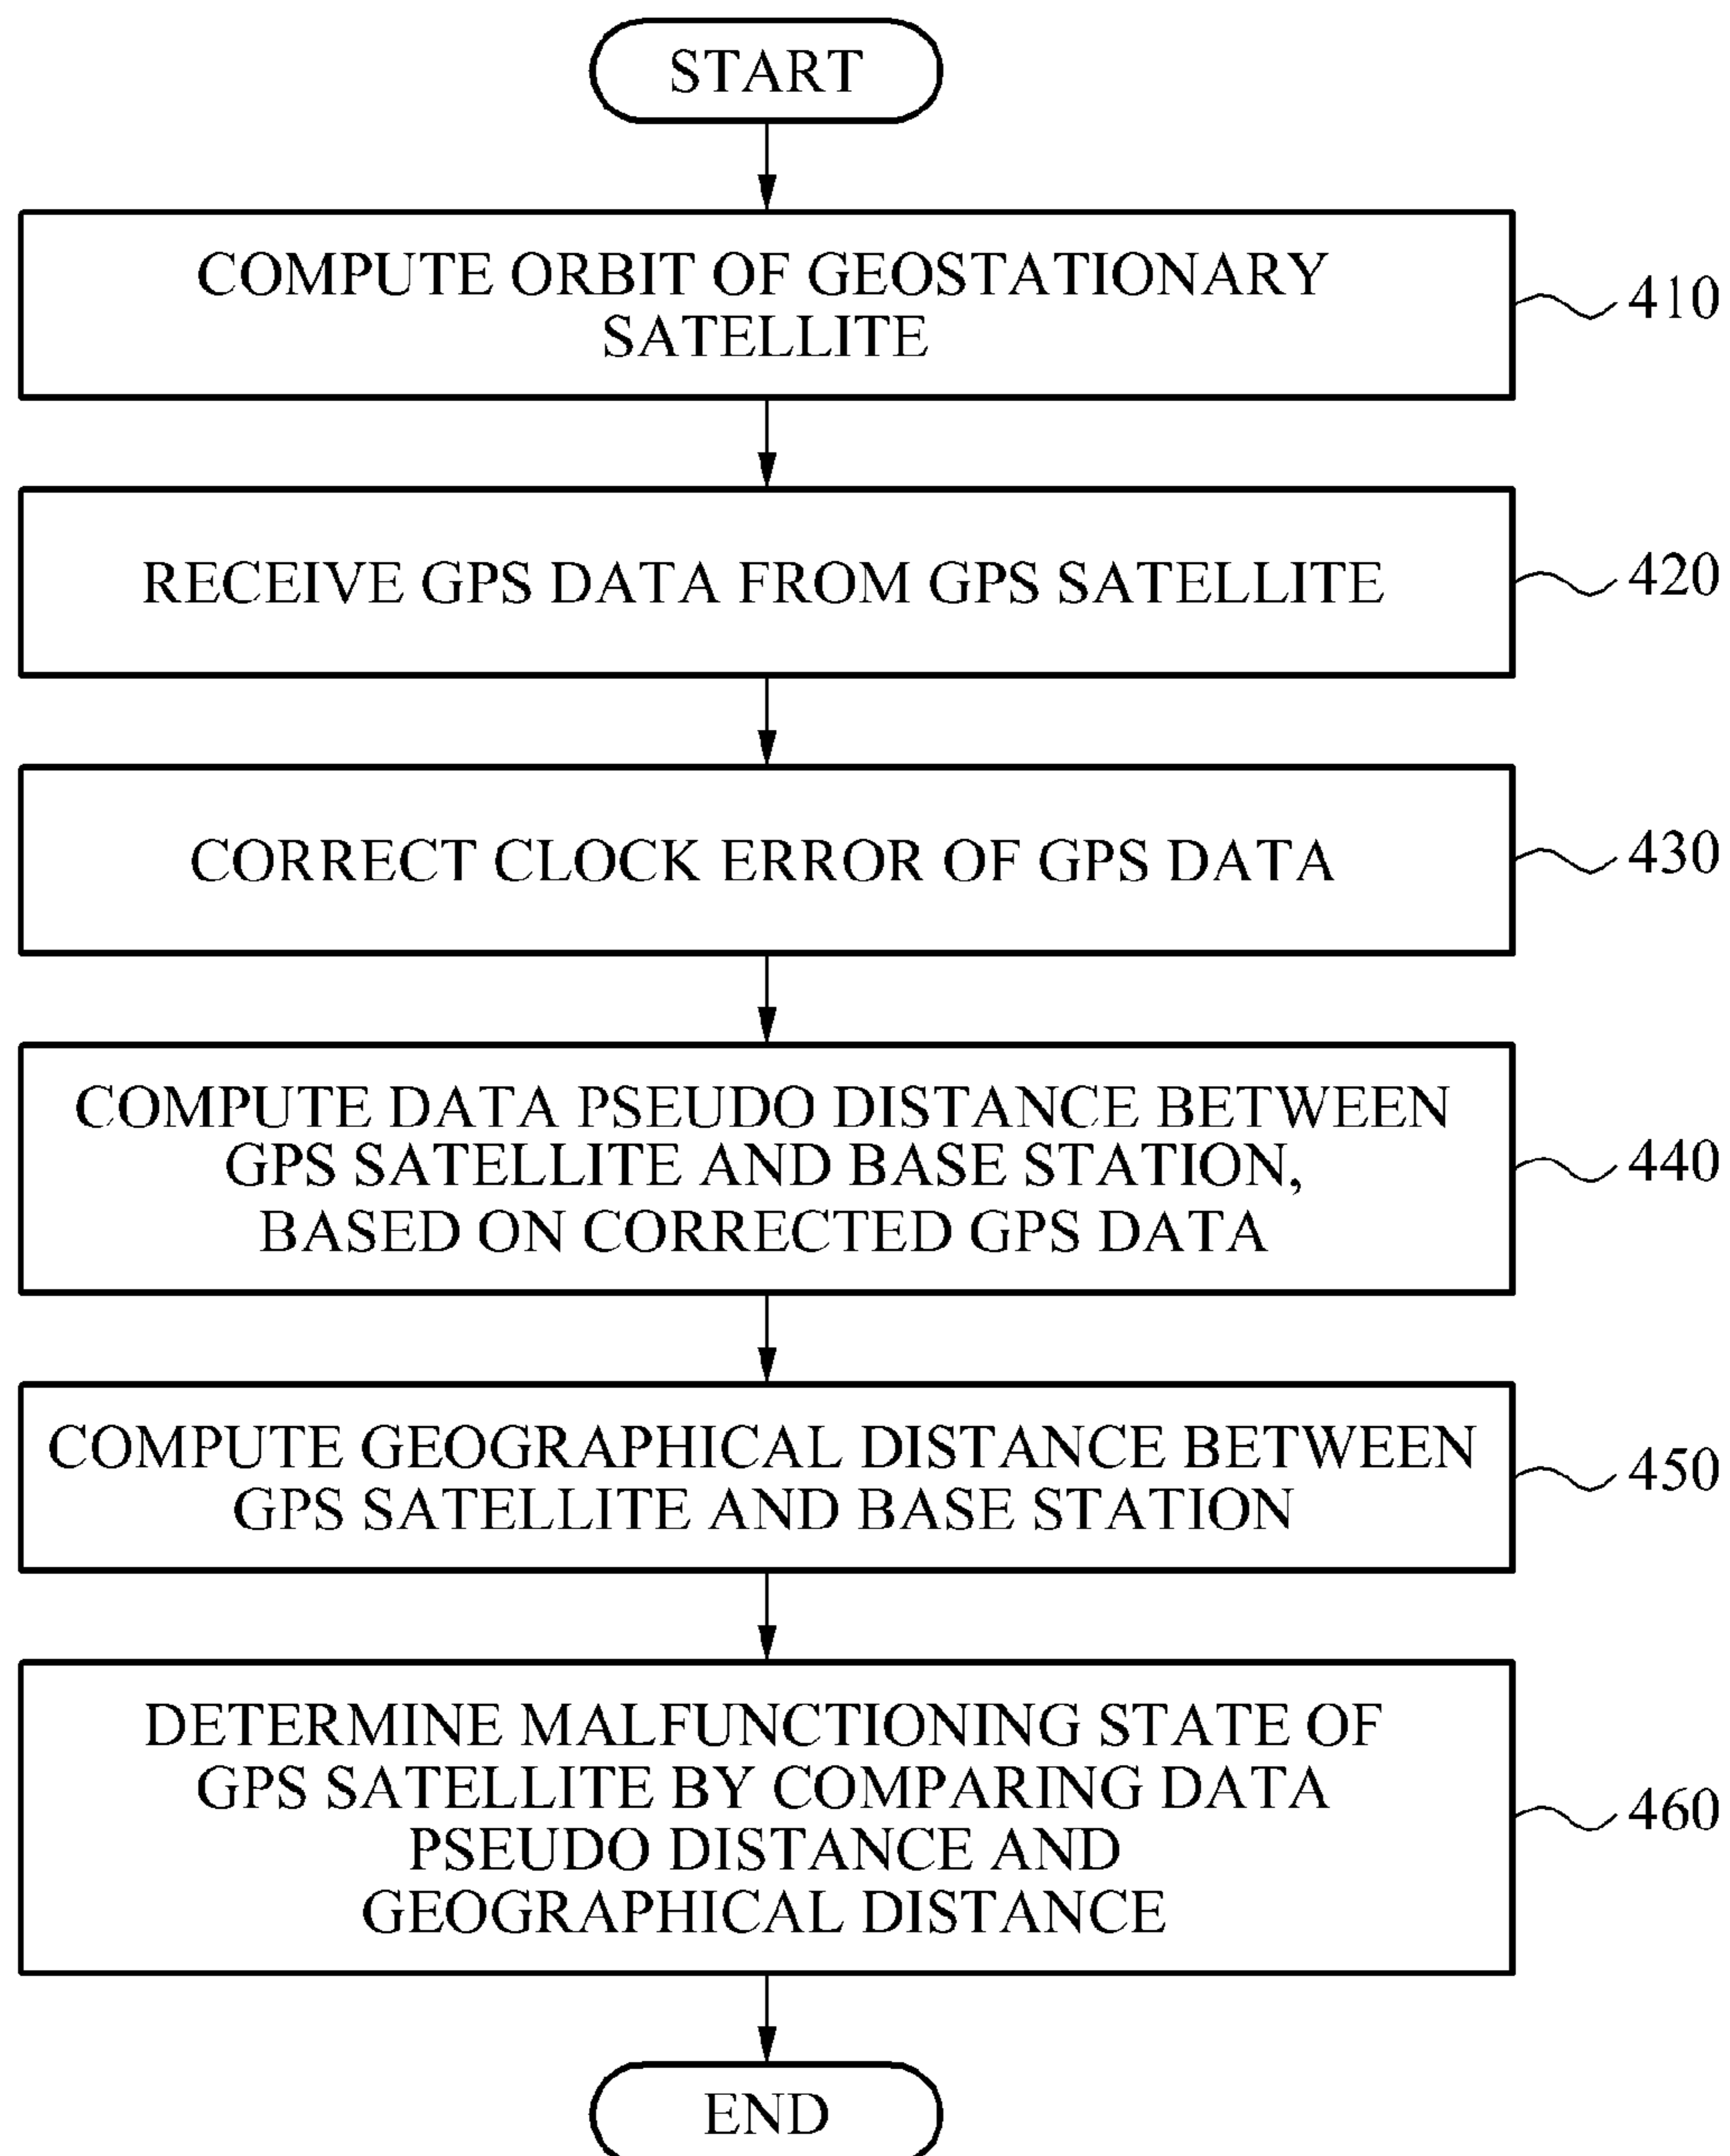 START
COMPUTE ORBIT OF GEOSTATIONARY
SATELLITE
410
RECEIVE GPS DATA FROM GPS SATELLITE
420
CORRECT CLOCK ERROR OF GPS DATA
430
COMPUTE DATA PSEUDO DISTANCE BETWEEN
GPS SATELLITE AND BASE STATION,
BASED ON CORRECTED GPS DATA
440
COMPUTE GEOGRAPHICAL DISTANCE BETWEEN
GPS SATELLITE AND BASE STATION
450
DETERMINE MALFUNCTIONING STATE OF
GPS SATELLITE BY COMPARING DATA
PSEUDO DISTANCE AND
GEOGRAPHICAL DISTANCE
460
END